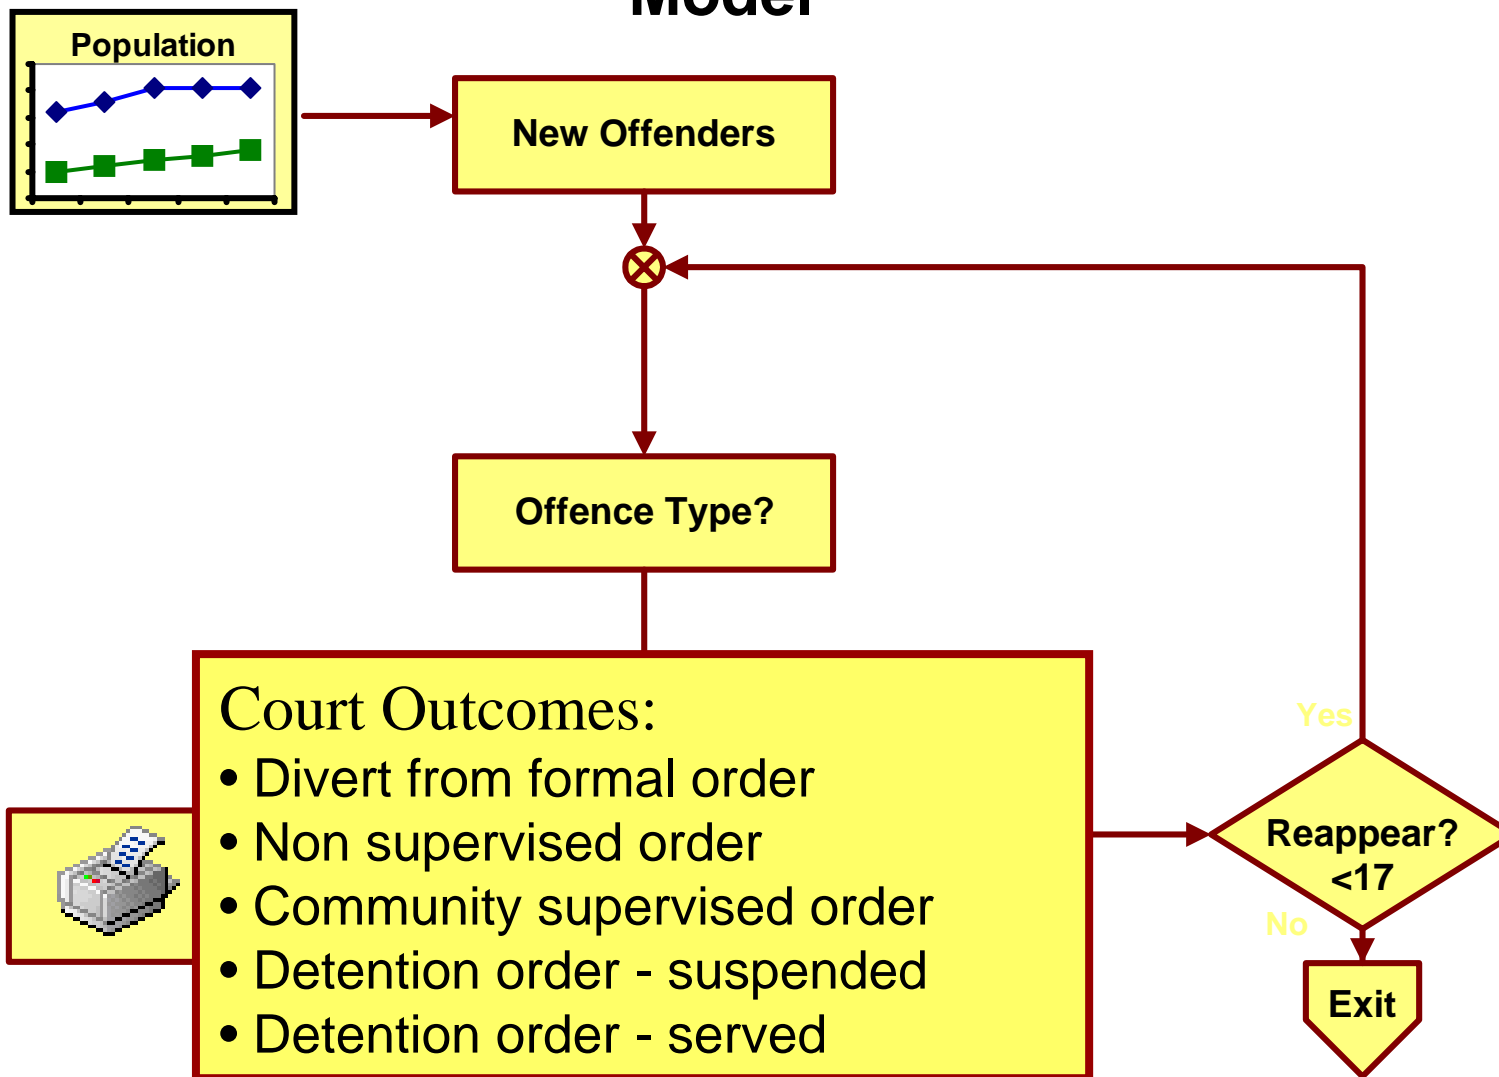 Model
Population
New Offenders
Offence Type?
Court Outcomes:
• Divert from formal order
• Non supervised order
• Community supervised order
• Detention order - suspended
• Detention order - served
Yes
Reappear?
<17
No
Exit